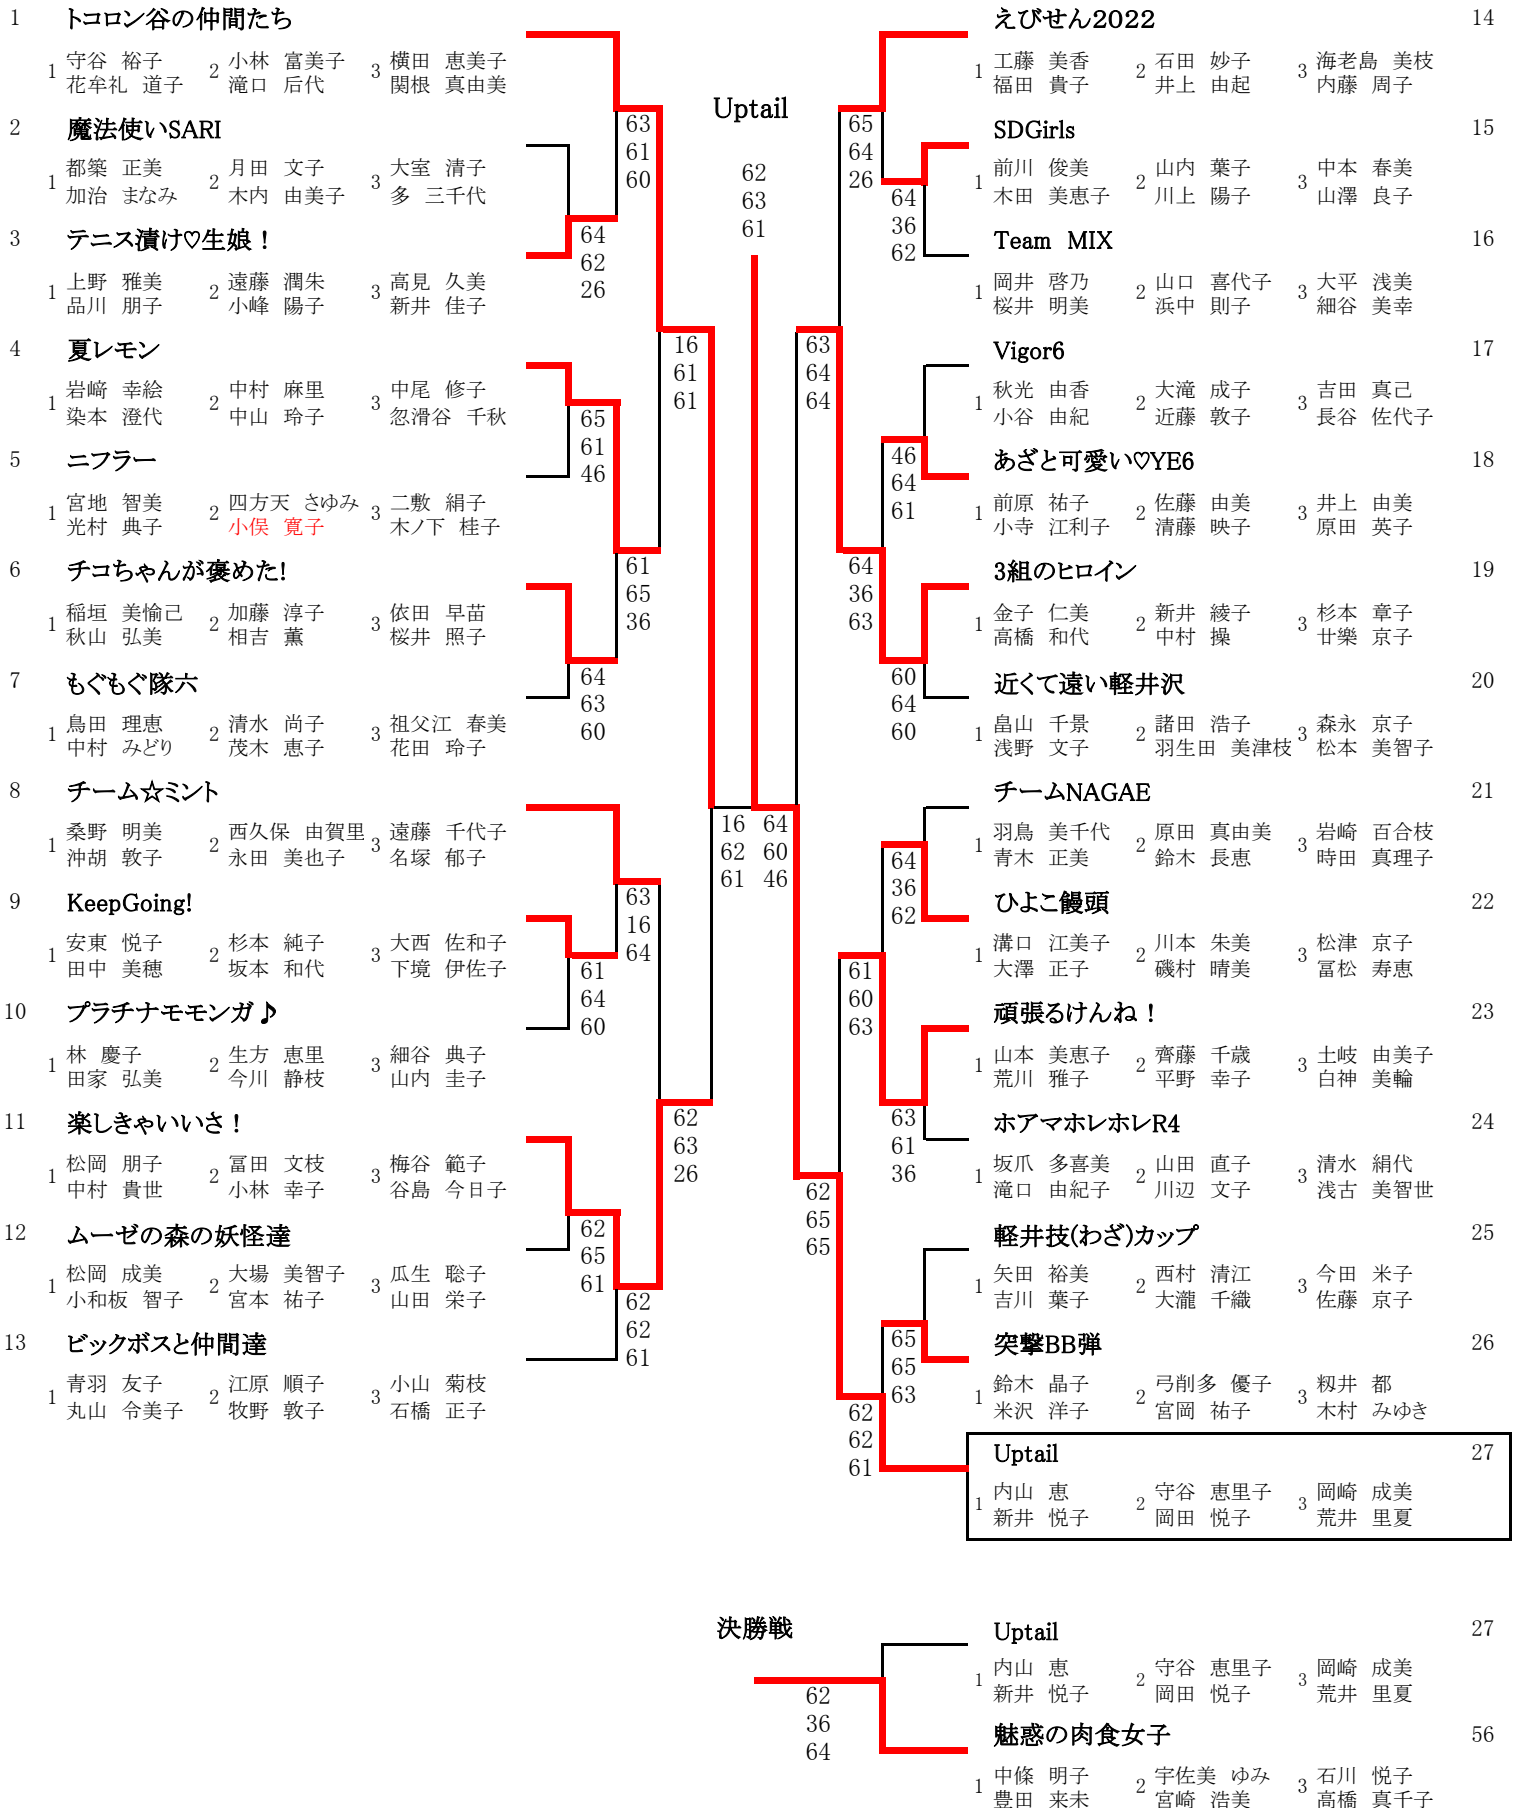 1 トコロン谷の仲間たち
1 守谷 裕子 2 小林 富美子 3 横田 恵美子
花牟礼 道子 滝口 后代 関根 真由美
2 魔法使いSARI
1 都築 正美 2 月田 文子 3 大室 清子
加治 まなみ 木内 由美子 多 三千代
3 テニス漬け♡生娘！
1 上野 雅美 2 遠藤 潤朱 3 高見 久美
品川 朋子 小峰 陽子 新井 佳子
4 夏レモン
1 岩﨑 幸絵 2 中村 麻里 3 中尾 修子
染本 澄代 中山 玲子 忽滑谷 千秋
5 ニフラー
1 宮地 智美 2 四方天 さゆみ 3 二敷 絹子
光村 典子 小俣 寛子 木ノ下 桂子
6 チコちゃんが褒めた!
1 稲垣 美愉己 2 加藤 淳子 3 依田 早苗
秋山 弘美 相吉 薫 桜井 照子
7 もぐもぐ隊六
1 鳥田 理恵 2 清水 尚子 3 祖父江 春美
中村 みどり 茂木 恵子 花田 玲子
8 チーム☆ミント
1 桑野 明美 2 西久保 由賀里 3 遠藤 千代子
沖胡 敦子 永田 美也子 名塚 郁子
9 KeepGoing!
1 安東 悦子 2 杉本 純子 3 大西 佐和子
田中 美穂 坂本 和代 下境 伊佐子
10 プラチナモモンガ♪
1 林 慶子 2 生方 恵里 3 細谷 典子
田家 弘美 今川 静枝 山内 圭子
11 楽しきゃいいさ！
1 松岡 朋子 2 冨田 文枝 3 梅谷 範子
中村 貴世 小林 幸子 谷島 今日子
12 ムーゼの森の妖怪達
1 松岡 成美 2 大場 美智子 3 瓜生 聡子
小和板 智子 宮本 祐子 山田 栄子
13 ビックボスと仲間達
1 青羽 友子 2 江原 順子 3 小山 菊枝
丸山 令美子 牧野 敦子 石橋 正子
63
61
60
64
62
26
65
61
46
61
65
36
64
63
60
16
61
61
63
16
64
61
64
60
62
63
26
62
65
61
62
62
61
Uptail
62
63
61
16 64
62 60
61 46
65
64
26
64
36
62
63
64
64
46
64
61
64
36
63
60
64
60
64
36
62
61
60
63
63
61
36
62
65
65
65
65
63
62
62
61
えびせん2022 14
1 工藤 美香 2 石田 妙子 3 海老島 美枝
福田 貴子 井上 由起 内藤 周子
SDGirls 15
1 前川 俊美 2 山内 葉子 3 中本 春美
木田 美恵子 川上 陽子 山澤 良子
Team MIX 16
1 岡井 啓乃 2 山口 喜代子 3 大平 浅美
桜井 明美 浜中 則子 細谷 美幸
Vigor6 17
1 秋光 由香 2 大滝 成子 3 吉田 真己
小谷 由紀 近藤 敦子 長谷 佐代子
あざと可愛い♡YE6 18
1 前原 祐子 2 佐藤 由美 3 井上 由美
小寺 江利子 清藤 映子 原田 英子
3組のヒロイン 19
1 金子 仁美 2 新井 綾子 3 杉本 章子
高橋 和代 中村 操 廿樂 京子
近くて遠い軽井沢 20
1 畠山 千景 2 諸田 浩子 3 森永 京子
浅野 文子 羽生田 美津枝 松本 美智子
チームNAGAE 21
1 羽鳥 美千代 2 原田 真由美 3 岩崎 百合枝
青木 正美 鈴木 長恵 時田 真理子
ひよこ饅頭 22
1 溝口 江美子 2 川本 朱美 3 松津 京子
大澤 正子 磯村 晴美 冨松 寿恵
頑張るけんね！ 23
1 山本 美恵子 2 齊藤 千歳 3 土岐 由美子
荒川 雅子 平野 幸子 白神 美輪
ホアマホレホレR4 24
1 坂爪 多喜美 2 山田 直子 3 清水 絹代
滝口 由紀子 川辺 文子 浅古 美智世
軽井技(わざ)カップ 25
1 矢田 裕美 2 西村 清江 3 今田 米子
吉川 葉子 大瀧 千織 佐藤 京子
突撃BB弾 26
1 鈴木 晶子 2 弓削多 優子 3 籾井 都
米沢 洋子 宮岡 祐子 木村 みゆき
Uptail 27
1 内山 恵 2 守谷 恵里子 3 岡崎 成美
新井 悦子 岡田 悦子 荒井 里夏
決勝戦
62
36
64
Uptail 27
1 内山 恵 2 守谷 恵里子 3 岡崎 成美
新井 悦子 岡田 悦子 荒井 里夏
魅惑の肉食女子 56
1 中條 明子 2 宇佐美 ゆみ 3 石川 悦子
豊田 来未 宮崎 浩美 高橋 真千子